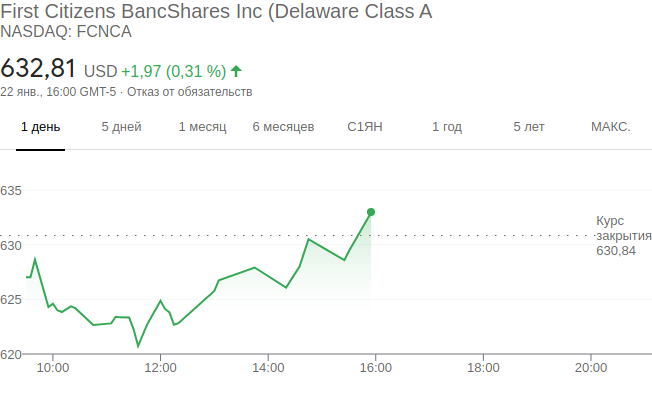 First Citizens BancShares Inc (Delaware Class A
NASDAQ: FCNCA
632,81 USD +1,97 (0,31 %)
22 янв., 16:00 GMT-5 · Отказ от обязательств
1 день 5 дней 1 месяц 6 месяцев С1ЯН 1 год 5 лет МАКС.
635
Курс
закрытия
630
630,84
625
620
10:00 12:00 14:00 16:00 18:00 20:00